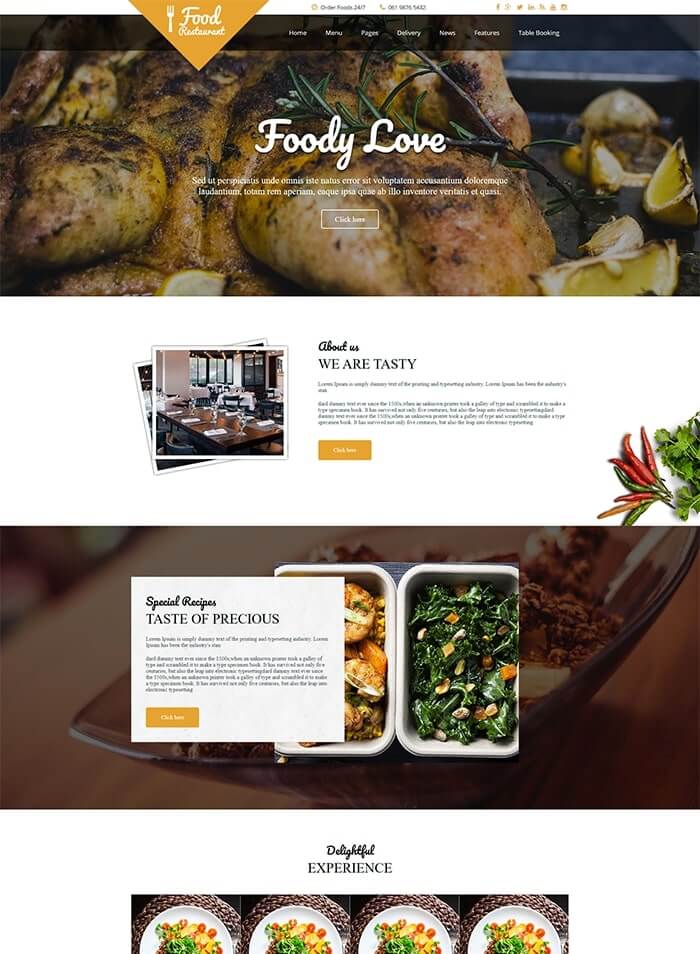 Order Foods 24/7
061 9876 5432
Food
Restaurant
Home
Menu
Pages
Delivery
News
Features
Table Booking
Foody Love
Sed ut perspiciatis unde omnis iste natus error sit voluptatem accusantium doloremque
laudantium, totam rem aperiam, eaque ipsa quae ab illo inventore veritatis et quasi.
Click here
About us
WE ARE TASTY
Lorem Ipsum is simply dummy text of the printing and typesetting industry. Lorem Ipsum has been the industry's
stan
dard dummy text ever since the 1500s,when an unknown printer took a galley of type and scrambled it to make a
type specimen book. It has survived not only five centuries, but also the leap into electronic typesettingdard
dummy text ever since the 1500s,when an unknown printer took a galley of type and scrambled it to make a
type specimen book. It has survived not only five centuries, but also the leap into electronic typesetting
Click here
Special Recipes
TASTE OF PRECIOUS
Lorem Ipsum is simply dummy text of the printing and typesetting industry. Lorem
Ipsum has been the industry's stan
dard dummy text ever since the 1500s,when an unknown printer took a galley of
type and scrambled it to make a type specimen book. It has survived not only five
centuries, but also the leap into electronic typesettingdard dummy text ever since
the 1500s,when an unknown printer took a galley of type and scrambled it to make a
type specimen book. It has survived not only five centuries, but also the leap into
electronic typesetting
Click here
Delightful
EXPERIENCE